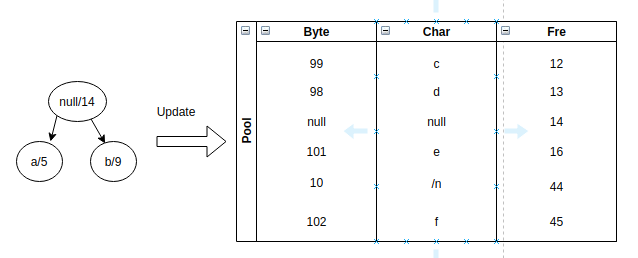 null/14
a/5
b/9
Update
Pool
Byte Char Fre
99 c 12
98 d 13
null null 14
101 e 16
10 /n 44
102 f 45